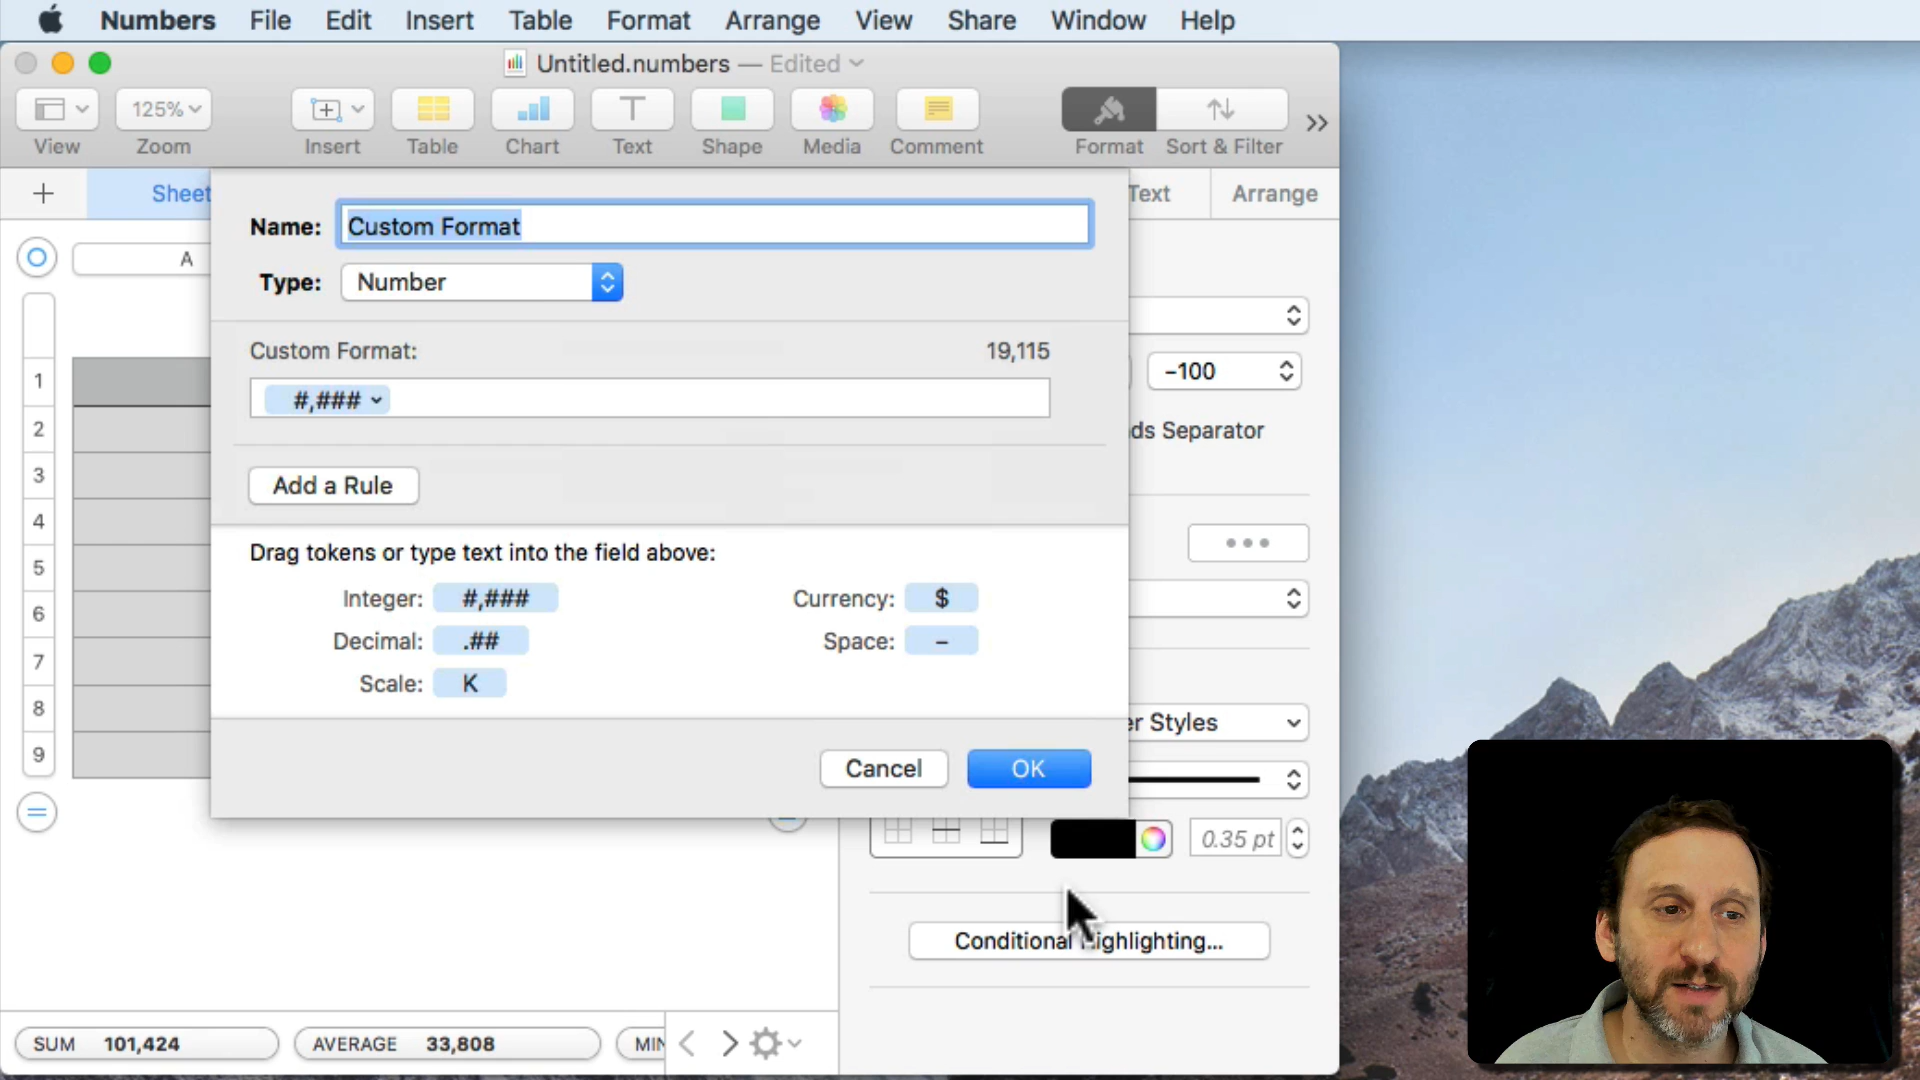 Numbers File Edit Insert Table Format Arrange View Share Window Help
Untitled.numbers — Edited
125%
View Zoom Insert Table Chart Text Shape Media Comment Format Sort & Filter
Sheet Text Arrange
Name: Custom Format
A
Type: Number
Custom Format: 19,115
-100
1
#,###
2
ds Separator
3
Add a Rule
4
Drag tokens or type text into the field above:
5
Integer: #,### Currency: $
6
Decimal: .## Space: –
7
Scale: K
8
er Styles
9
Cancel OK
0.35 pt
Conditional Highlighting...
SUM 101,424 AVERAGE 33,808 MIN